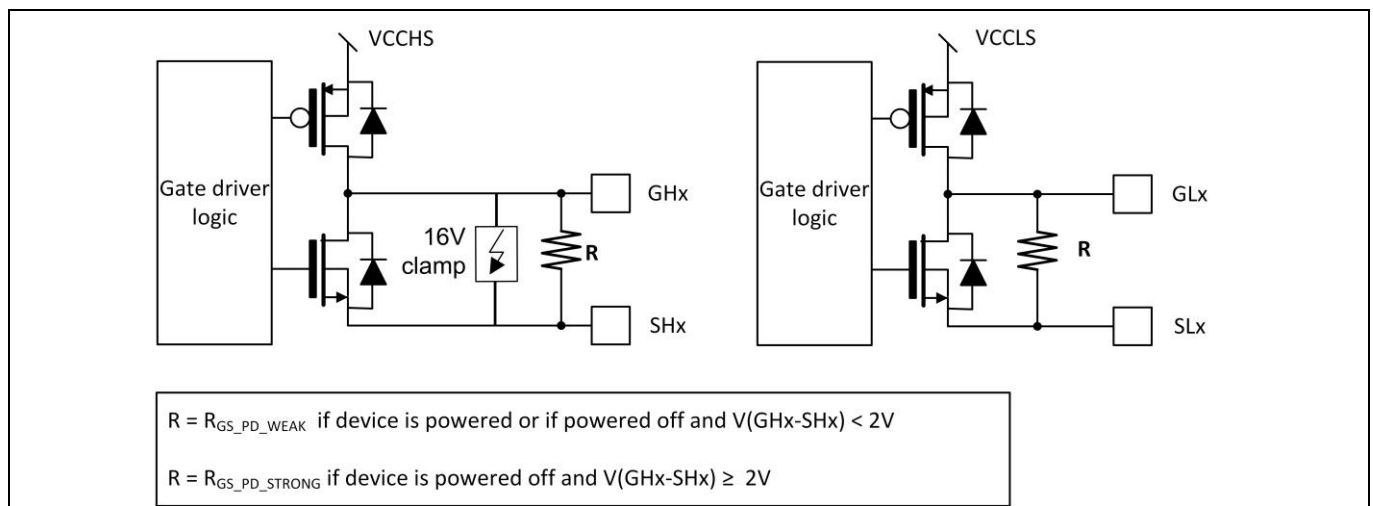 VCCHS
Gate driver
logic
16V
clamp
R
GHx
SHx
VCCLS
Gate driver
logic
R
GLx
SLx
R = RGS_PD_WEAK if device is powered or if powered off and V(GHx-SHx) < 2V
R = RGS_PD_STRONG if device is powered off and V(GHx-SHx) ≥ 2V